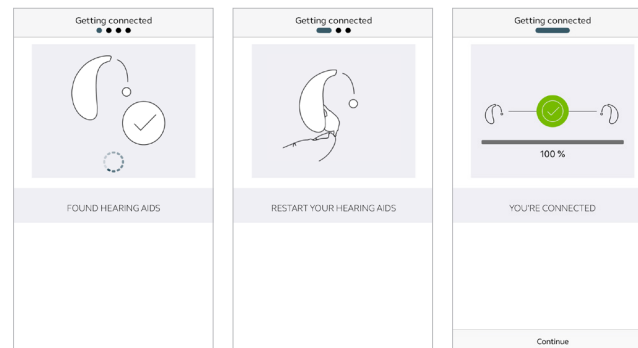 Getting connected
FOUND HEARING AIDS
Getting connected
RESTART YOUR HEARING AIDS
Getting connected
100 %
YOU'RE CONNECTED
Continue